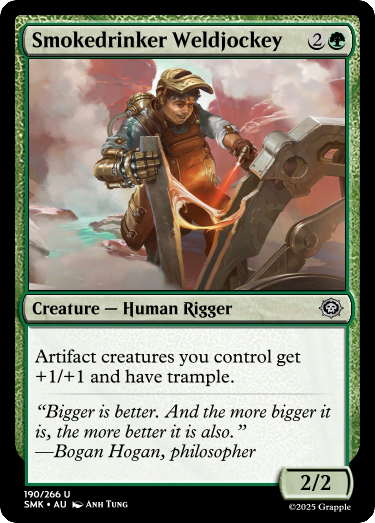 Smokedrinker Weldjockey 2
Creature — Human Rigger
Artifact creatures you control get
+1/+1 and have trample.
“Bigger is better. And the more bigger it
is, the more better it is also.”
—Bogan Hogan, philosopher
2/2
190/266 U
SMK • AU Anh Tung
©2025 Grapple